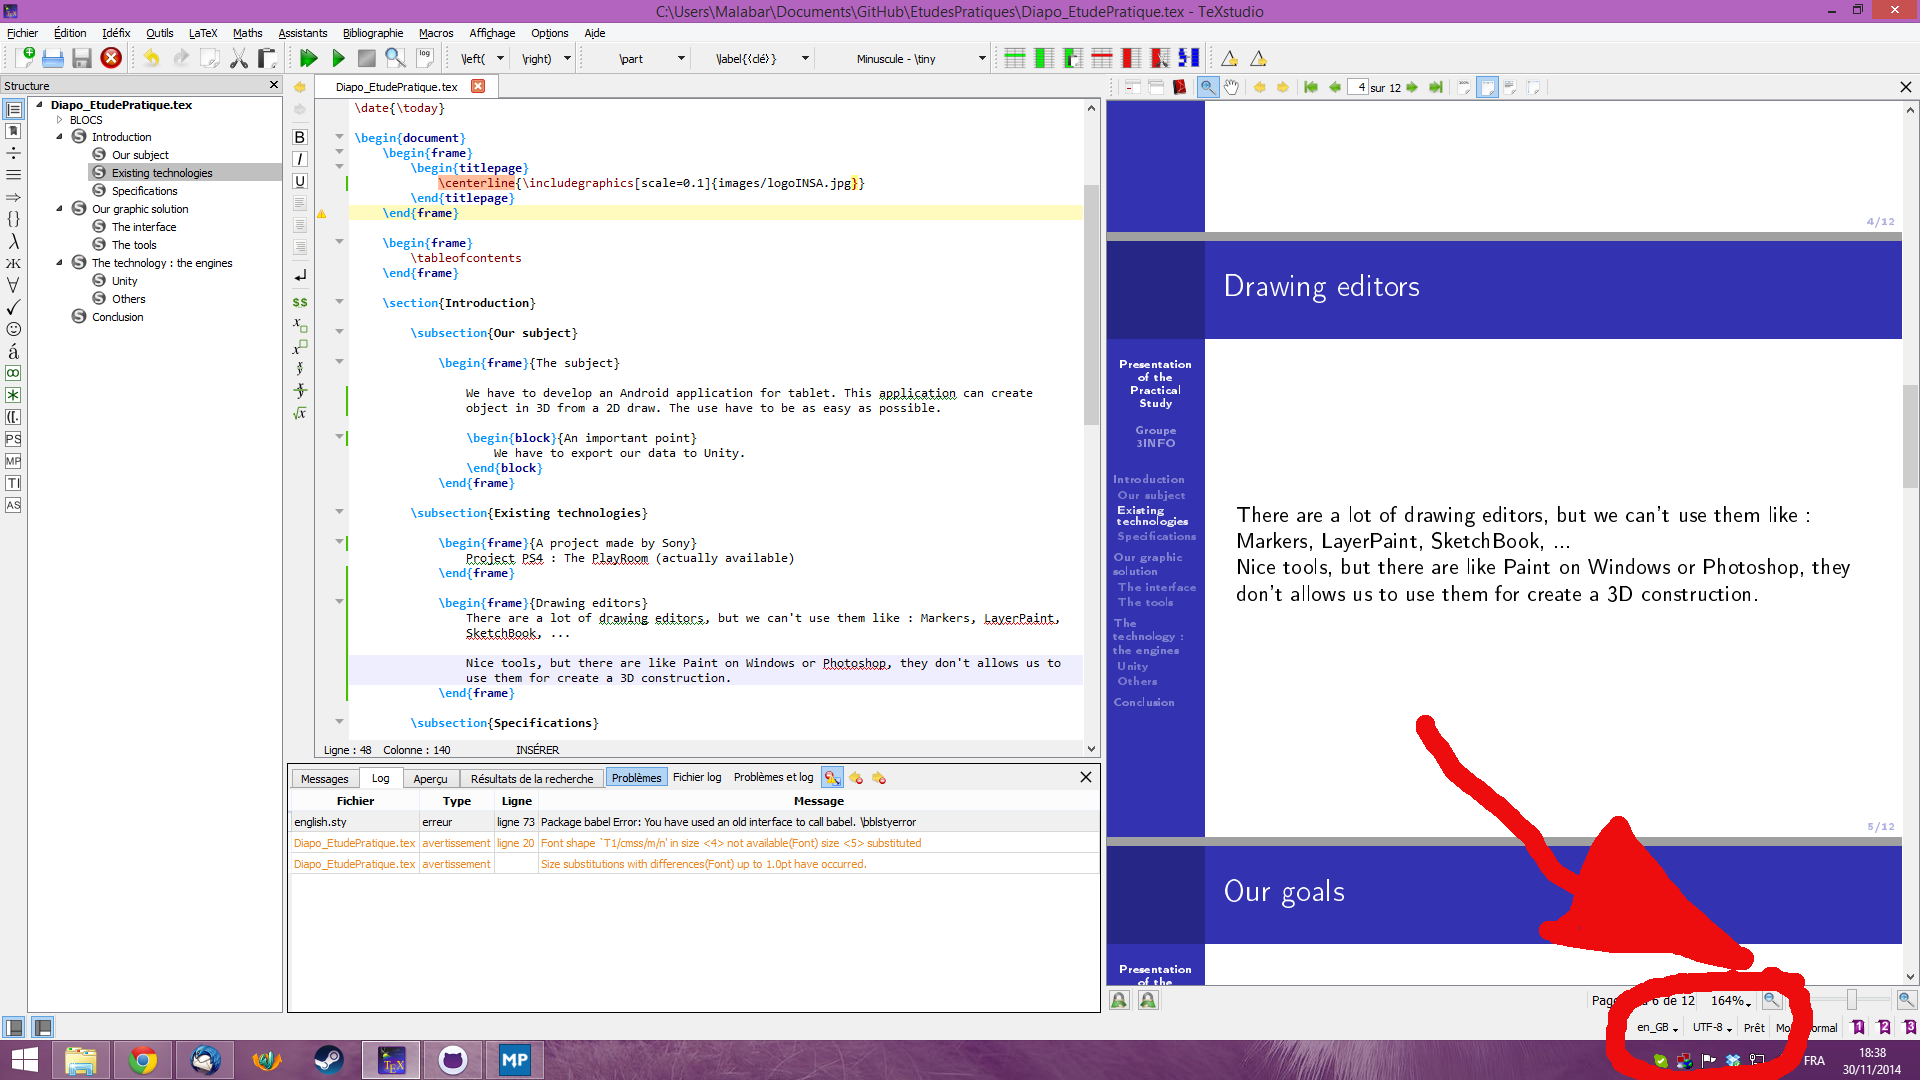 C:\Users\Malabar\Documents\GitHub\EtudesPratiques\Diapo_EtudePratique.tex - TeXstudio
Fichier Édition Idéfix Outils LaTeX Maths Assistants Bibliographie Macros Affichage Options Aide
log \left( \right) \part \label{⟨clé⟩} Minuscule - \tiny
Structure
Diapo_EtudePratique.tex
BLOCS
Introduction
Our subject
Existing technologies
Specifications
Our graphic solution
The interface
The tools
The technology : the engines
Unity
Others
Conclusion
PS
MP
TI
AS
B
I
U
$$
Diapo_EtudePratique.tex
\date{\today}
\begin{document}
\begin{frame}
\begin{titlepage}
\centerline{\includegraphics[scale=0.1]{images/logoINSA.jpg}}
\end{titlepage}
\end{frame}
\begin{frame}
\tableofcontents
\end{frame}
\section{Introduction}
\subsection{Our subject}
\begin{frame}{The subject}
We have to develop an Android application for tablet. This application can create
object in 3D from a 2D draw. The use have to be as easy as possible.
\begin{block}{An important point}
We have to export our data to Unity.
\end{block}
\end{frame}
\subsection{Existing technologies}
\begin{frame}{A project made by Sony}
Project PS4 : The PlayRoom (actually available)
\end{frame}
\begin{frame}{Drawing editors}
There are a lot of drawing editors, but we can't use them like : Markers, LayerPaint,
SketchBook, ...
Nice tools, but there are like Paint on Windows or Photoshop, they don't allows us to
use them for create a 3D construction.
\end{frame}
\subsection{Specifications}
Ligne : 48 Colonne : 140 INSÉRER
Messages Log Aperçu Résultats de la recherche Problèmes Fichier log Problèmes et log
Fichier Type Ligne Message
english.sty erreur ligne 73 Package babel Error: You have used an old interface to call babel. \bblstyerror
Diapo_EtudePratique.tex avertissement ligne 20 Font shape `T1/cmss/m/n' in size <4> not available(Font) size <5> substituted
Diapo_EtudePratique.tex avertissement Size substitutions with differences(Font) up to 1.0pt have occurred.
4 sur 12
4/12
Drawing editors
Presentation
of the
Practical
Study
Groupe
3INFO
Introduction
Our subject
Existing
technologies
Specifications
Our graphic
solution
The interface
The tools
The
technology :
the engines
Unity
Others
Conclusion
There are a lot of drawing editors, but we can't use them like :
Markers, LayerPaint, SketchBook, ...
Nice tools, but there are like Paint on Windows or Photoshop, they
don't allows us to use them for create a 3D construction.
5/12
Our goals
Presentation
of the
6 de 12 164%
en_GB UTF-8 Prêt 1 2 3
TEX MP FRA 18:38
30/11/2014